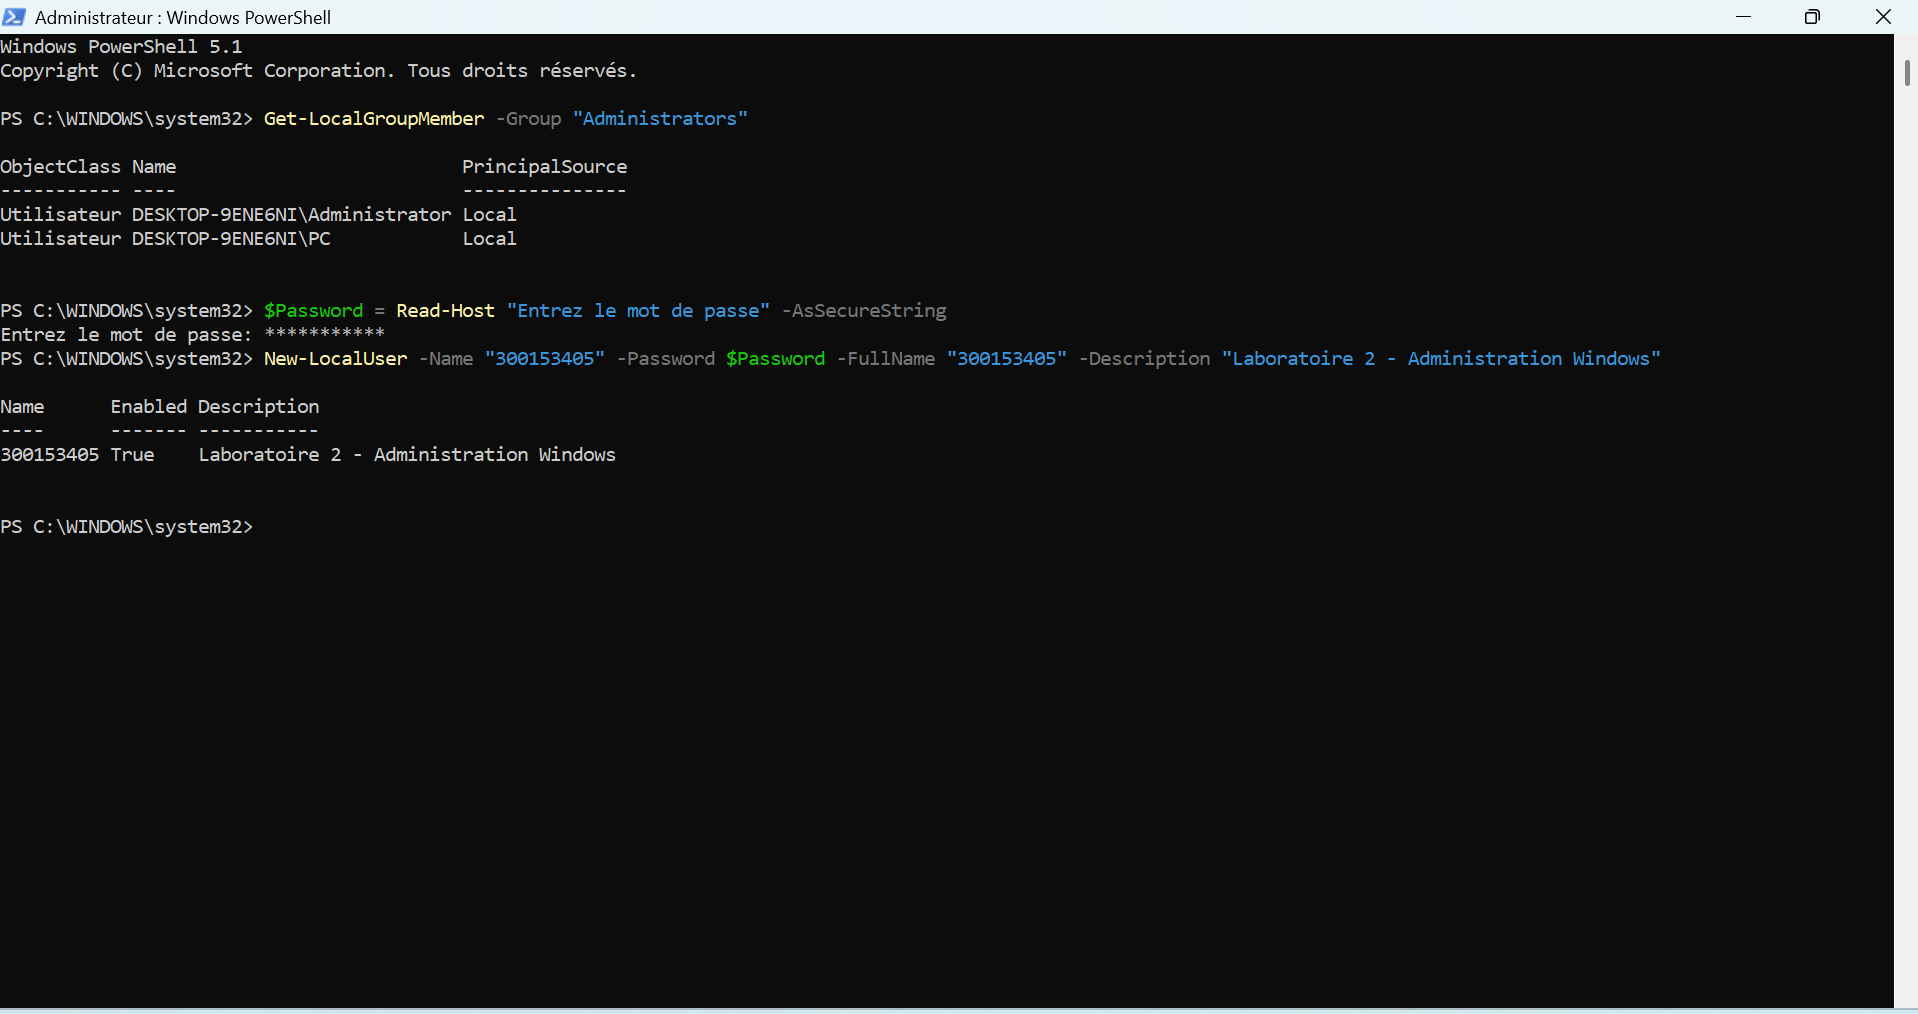 Administrateur : Windows PowerShell
Windows PowerShell 5.1
Copyright (C) Microsoft Corporation. Tous droits réservés.
PS C:\WINDOWS\system32> Get-LocalGroupMember -Group "Administrators"
ObjectClass Name                          PrincipalSource
----------- ----                          ---------------
Utilisateur DESKTOP-9ENE6NI\Administrator Local
Utilisateur DESKTOP-9ENE6NI\PC            Local
PS C:\WINDOWS\system32> $Password = Read-Host "Entrez le mot de passe" -AsSecureString
Entrez le mot de passe: ***********
PS C:\WINDOWS\system32> New-LocalUser -Name "300153405" -Password $Password -FullName "300153405" -Description "Laboratoire 2 - Administration Windows"
Name      Enabled Description
----      ------- -----------
300153405 True    Laboratoire 2 - Administration Windows
PS C:\WINDOWS\system32>